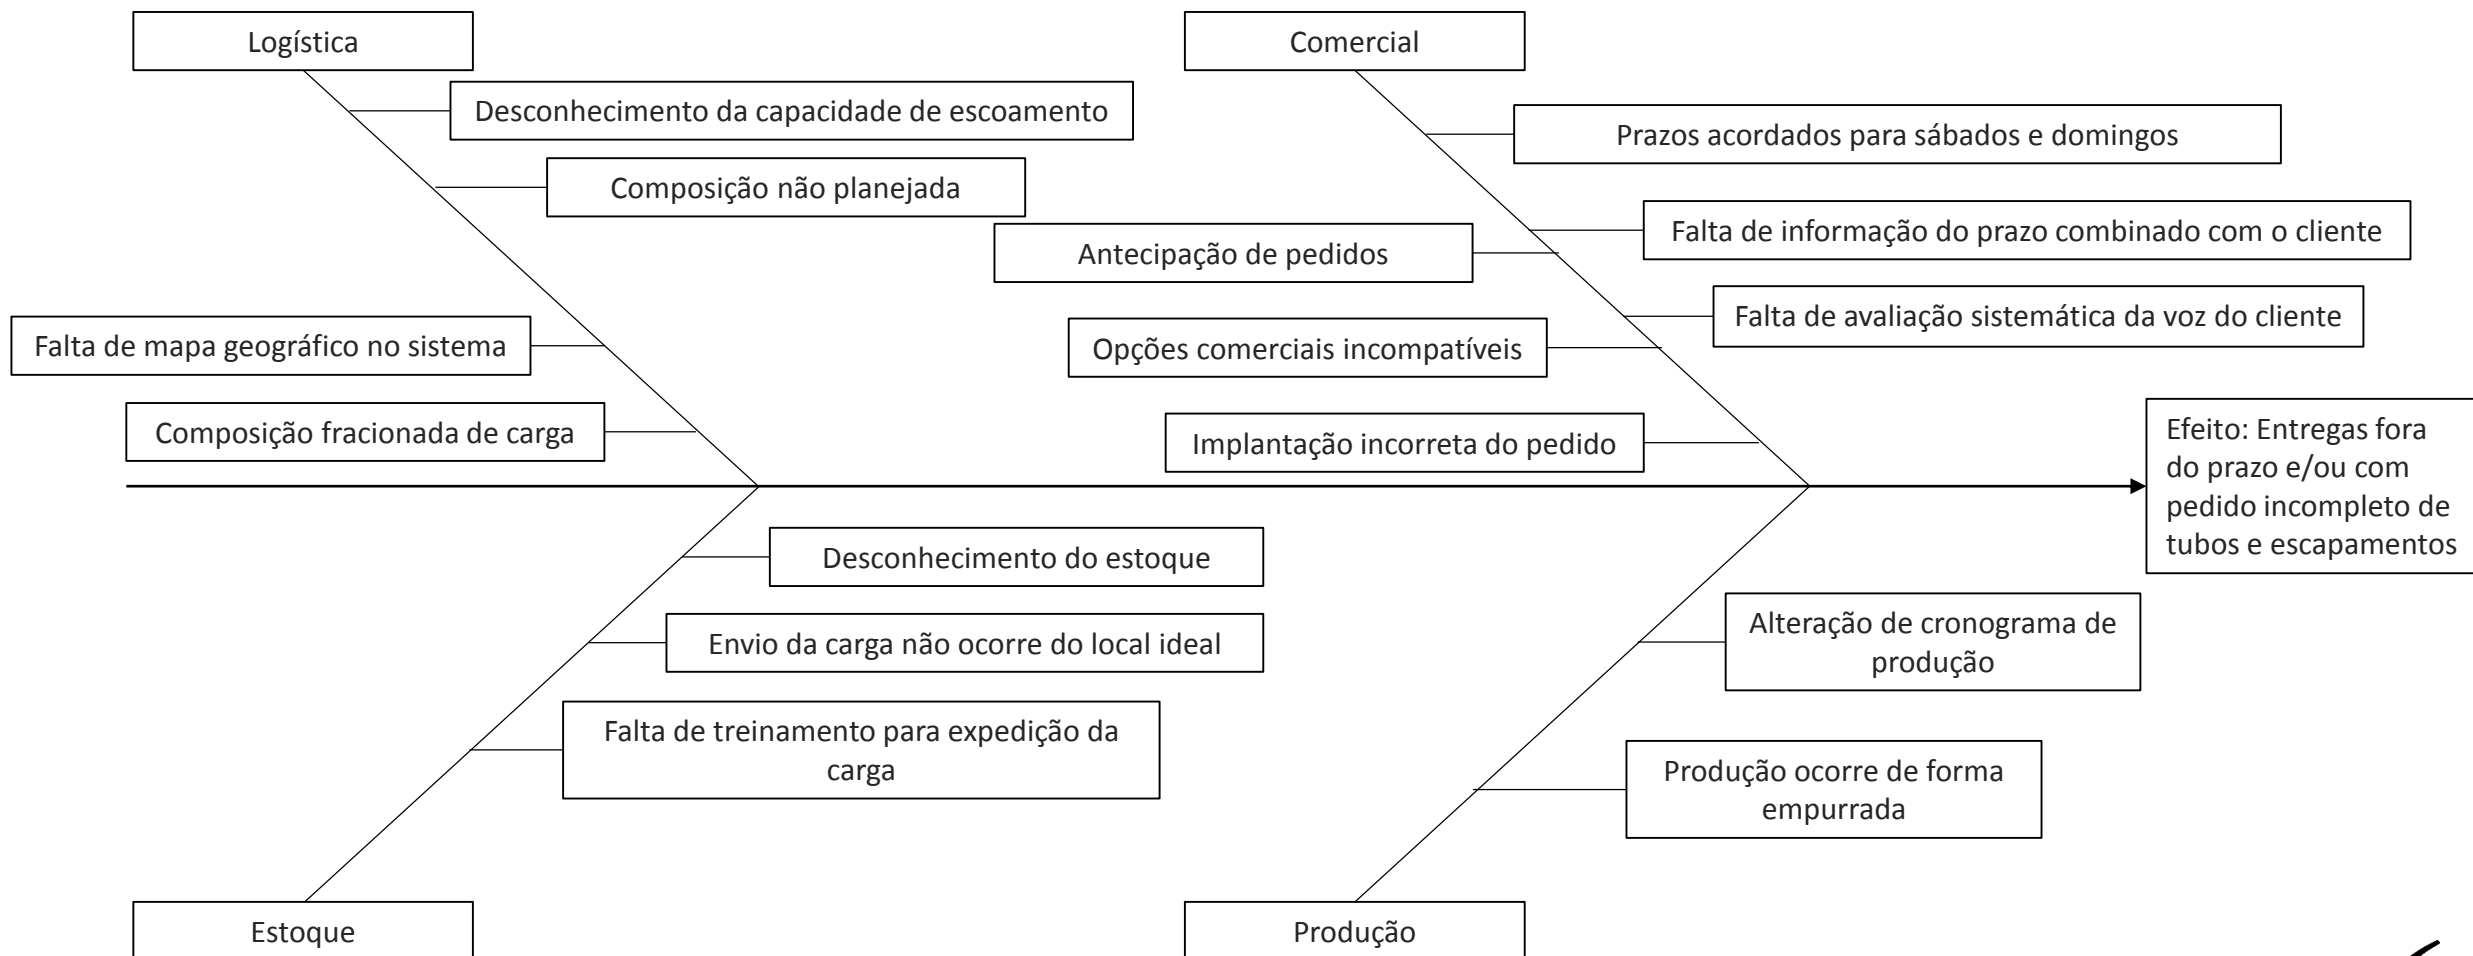 Logística
Comercial
Desconhecimento da capacidade de escoamento
Prazos acordados para sábados e domingos
Composição não planejada
Falta de informação do prazo combinado com o cliente
Antecipação de pedidos
Falta de avaliação sistemática da voz do cliente
Falta de mapa geográfico no sistema
Opções comerciais incompatíveis
Composição fracionada de carga
Implantação incorreta do pedido
Efeito: Entregas fora
do prazo e/ou com
pedido incompleto de
tubos e escapamentos
Desconhecimento do estoque
Envio da carga não ocorre do local ideal
Alteração de cronograma de
produção
Falta de treinamento para expedição da
carga
Produção ocorre de forma
empurrada
Estoque
Produção